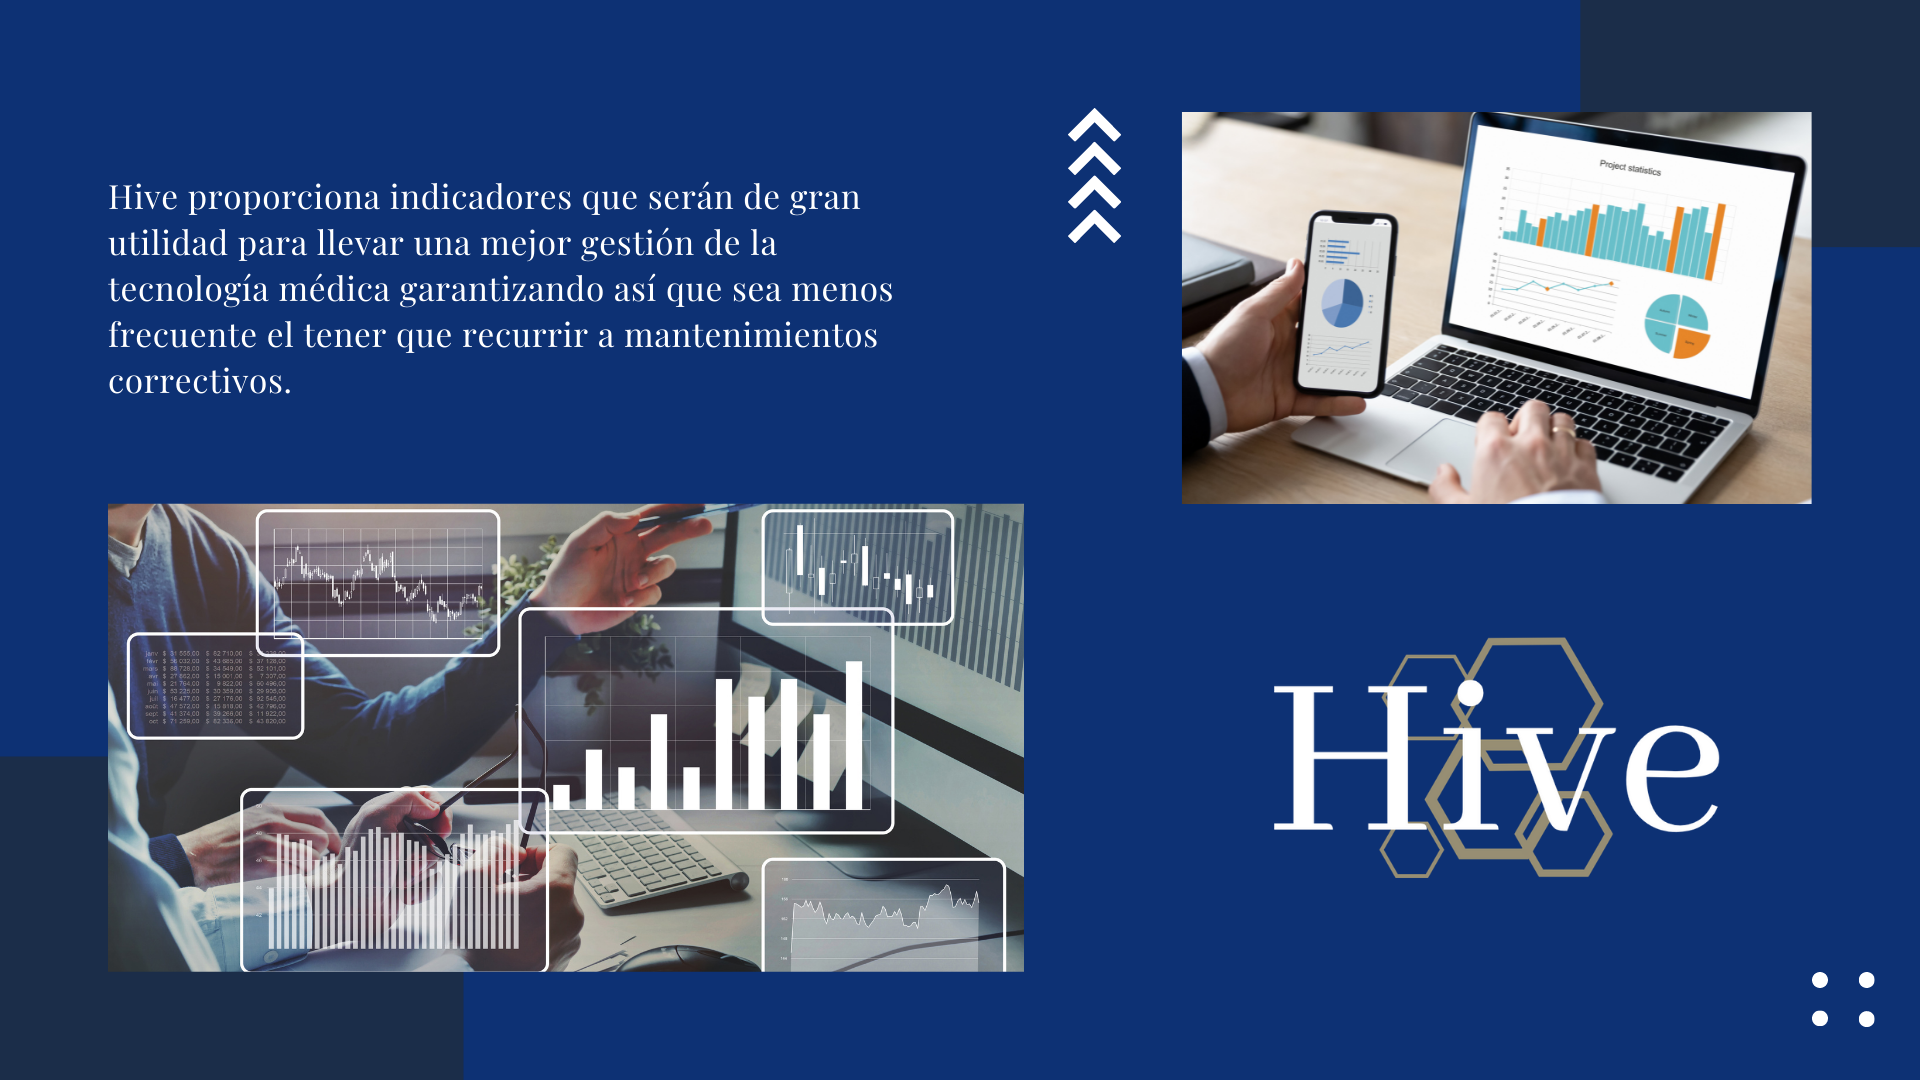 Hive proporciona indicadores que serán de gran
utilidad para llevar una mejor gestión de la
tecnología médica garantizando así que sea menos
frecuente el tener que recurrir a mantenimientos
correctivos.
Project statistics
Hive